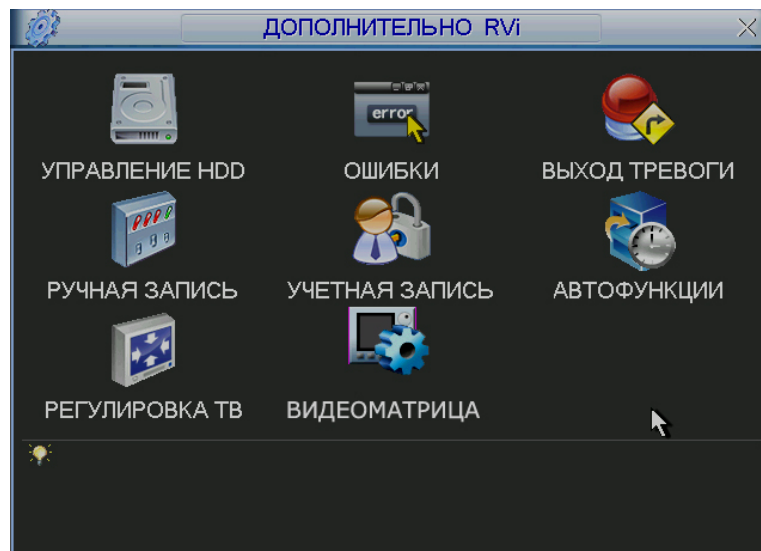 ДОПОЛНИТЕЛЬНО RVi
error
УПРАВЛЕНИЕ HDD ОШИБКИ ВЫХОД ТРЕВОГИ
РУЧНАЯ ЗАПИСЬ УЧЕТНАЯ ЗАПИСЬ АВТОФУНКЦИИ
РЕГУЛИРОВКА ТВ ВИДЕОМАТРИЦА